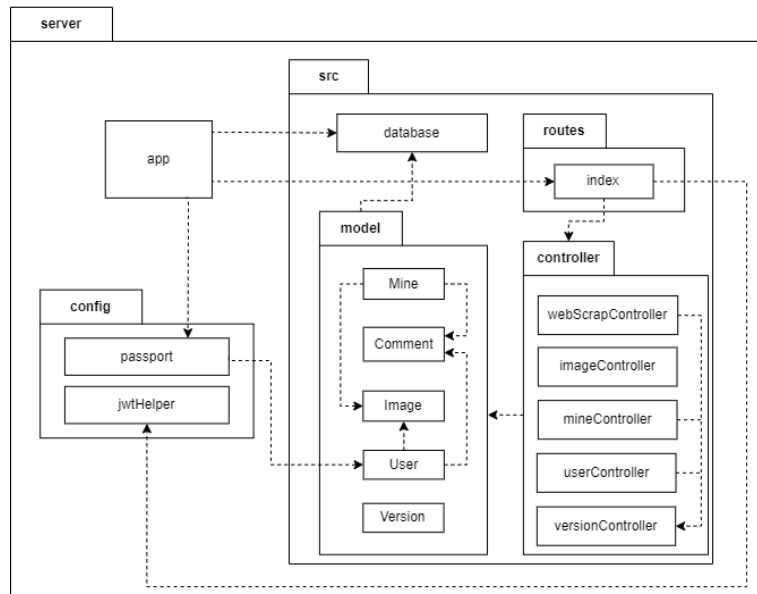 server
src
database
routes
app
index
model
controller
Mine
config
webScrapController
Comment
passport
imageController
jwtHelper
Image
mineController
User
userController
Version
versionController